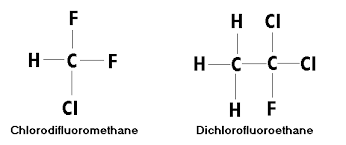 F
H C F
Cl
Chlorodifluoromethane
H Cl
H C C Cl
H F
Dichlorofluoroethane